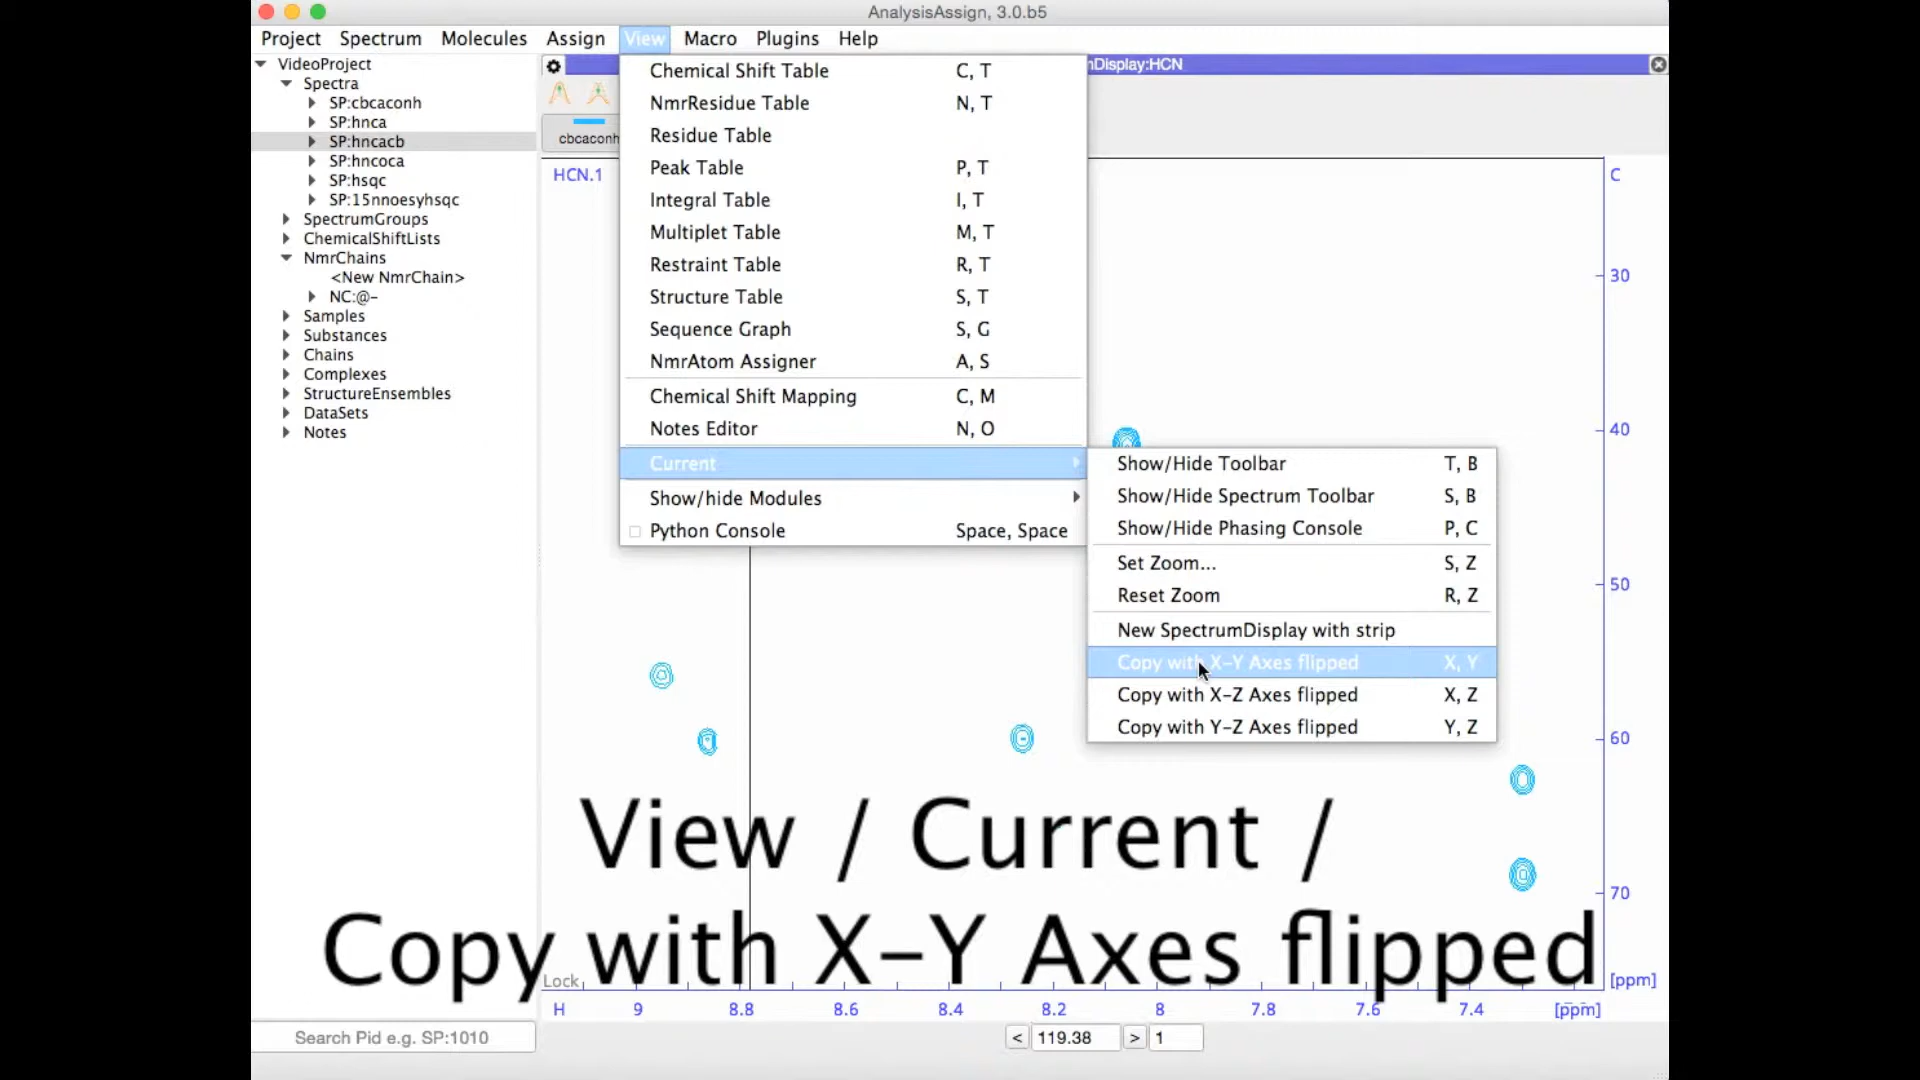 AnalysisAssign, 3.0.b5
Project Spectrum Molecules Assign View Macro Plugins Help
VideoProject
Spectra
SP:cbcaconh
SP:hnca
SP:hncacb
SP:hncoca
SP:hsqc
SP:15nnoesyhsqc
SpectrumGroups
ChemicalShiftLists
NmrChains
<New NmrChain>
NC:@-
Samples
Substances
Chains
Complexes
StructureEnsembles
DataSets
Notes
Search Pid e.g. SP:1010
Display:HCN
cbcaconh
HCN.1
Chemical Shift Table C, T
NmrResidue Table N, T
Residue Table
Peak Table P, T
Integral Table I, T
Multiplet Table M, T
Restraint Table R, T
Structure Table S, T
Sequence Graph S, G
NmrAtom Assigner A, S
Chemical Shift Mapping C, M
Notes Editor N, O
Current
Show/hide Modules
Python Console Space, Space
Show/Hide Toolbar T, B
Show/Hide Spectrum Toolbar S, B
Show/Hide Phasing Console P, C
Set Zoom... S, Z
Reset Zoom R, Z
New SpectrumDisplay with strip
Copy with X-Y Axes flipped X, Y
Copy with X-Z Axes flipped X, Z
Copy with Y-Z Axes flipped Y, Z
C
30
40
50
60
70
[ppm]
View / Current /
Copy with X-Y Axes flipped
Lock
H 9 8.8 8.6 8.4 8.2 8 7.8 7.6 7.4 [ppm]
< 119.38 > 1